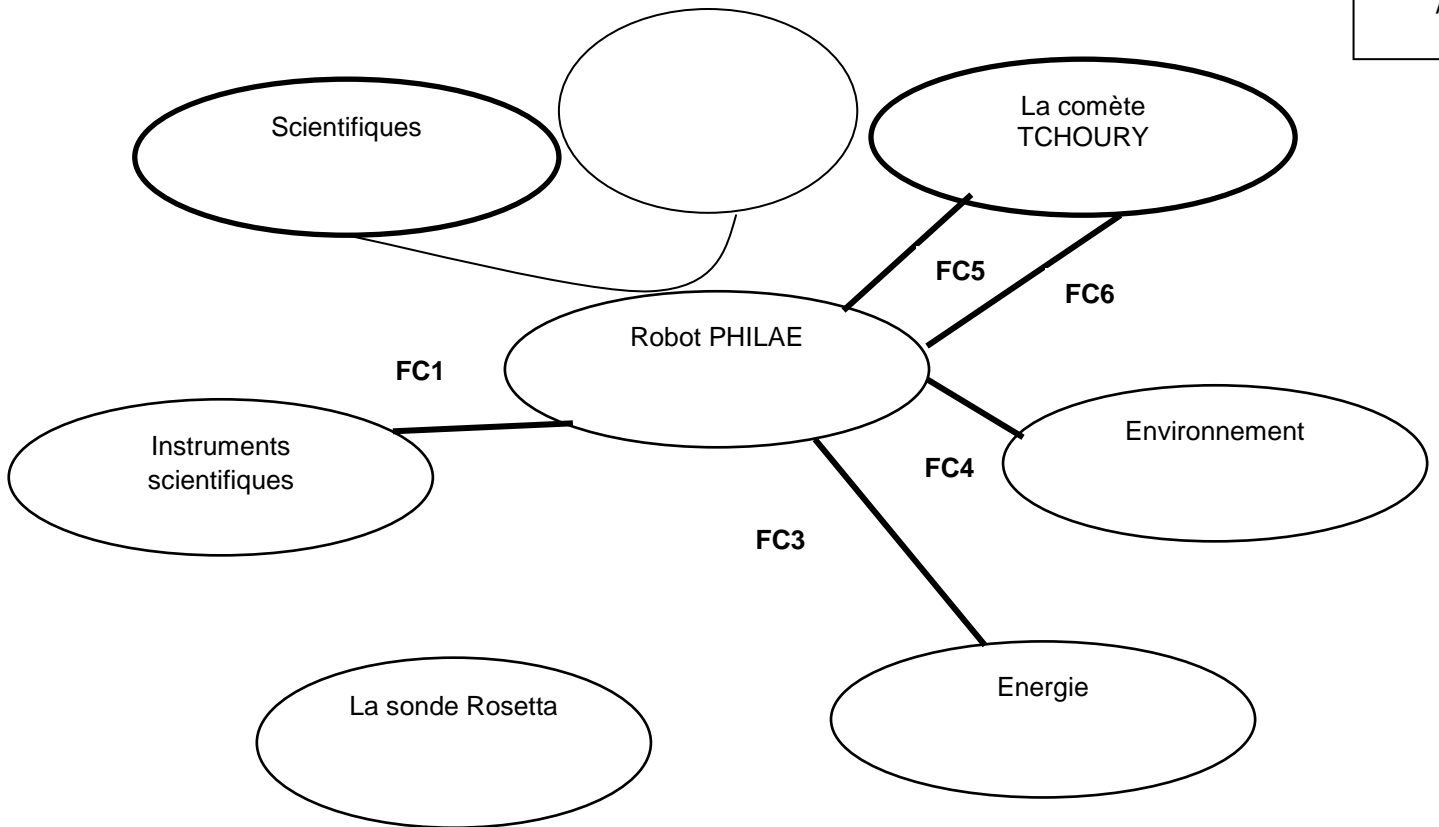 Scientifiques
La comète
TCHOURY
FC5
FC6
Robot PHILAE
FC1
Instruments
scientifiques
Environnement
FC4
FC3
La sonde Rosetta
Energie